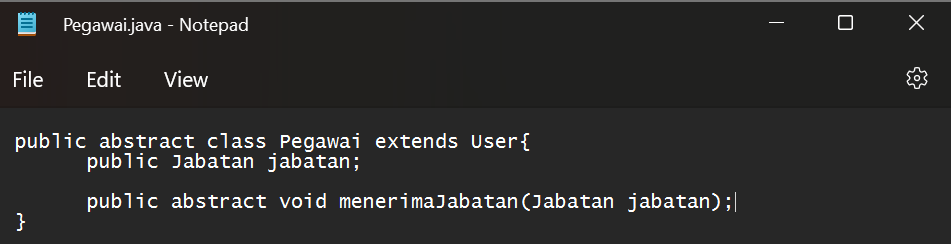 Pegawai.java - Notepad
File Edit View
public abstract class Pegawai extends User{
public Jabatan jabatan;
public abstract void menerimaJabatan(Jabatan jabatan);
}